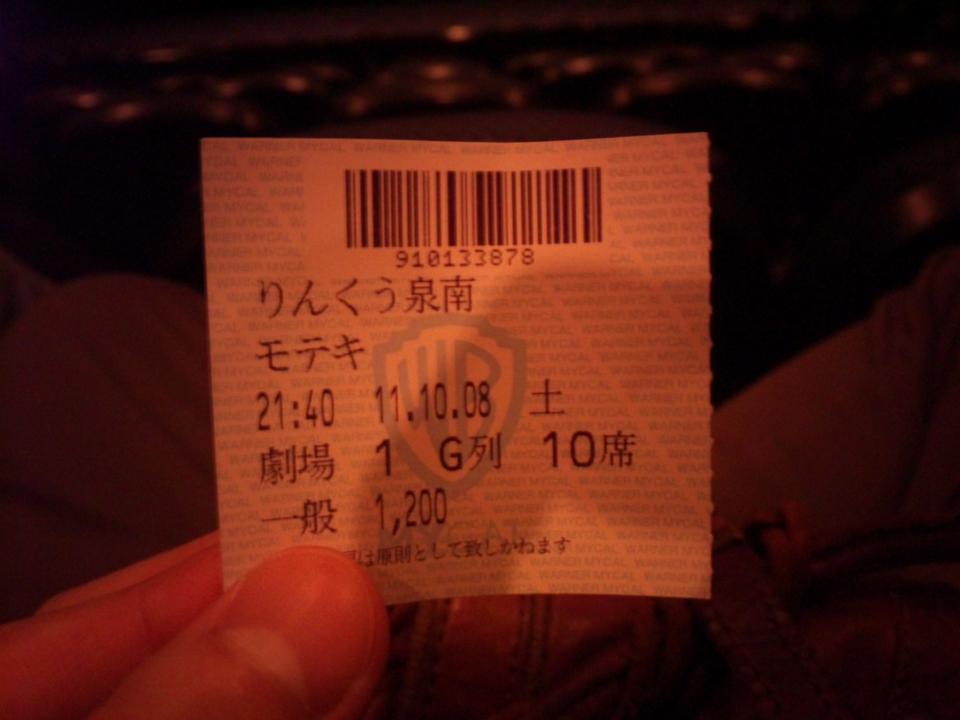 910133878
りんくう泉南
モテキ
21:40 11.10.08 土
劇場 1 G列 10席
一般 1,200
は原則として致しかねます